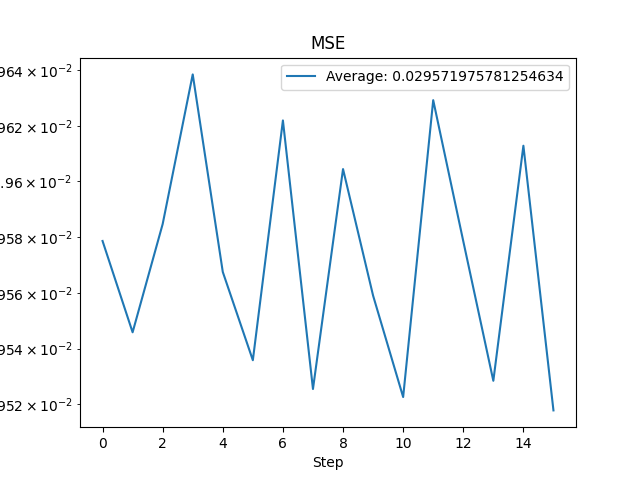 MSE
Average: 0.029571975781254634
964 × 10⁻²
962 × 10⁻²
.96 × 10⁻²
958 × 10⁻²
956 × 10⁻²
954 × 10⁻²
952 × 10⁻²
0 2 4 6 8 10 12 14
Step